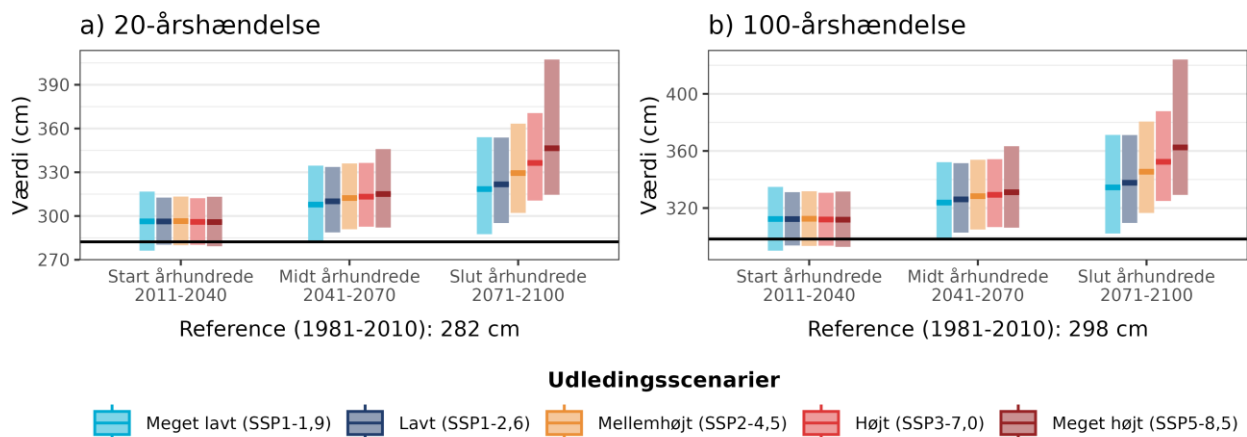 a) 20-årshændelse
b) 100-årshændelse
Værdi (cm)
390
360
330
300
270
Start århundrede
2011-2040
Midt århundrede
2041-2070
Slut århundrede
2071-2100
Reference (1981-2010): 282 cm
Værdi (cm)
400
360
320
Start århundrede
2011-2040
Midt århundrede
2041-2070
Slut århundrede
2071-2100
Reference (1981-2010): 298 cm
Udledingsscenarier
Meget lavt (SSP1-1,9)
Lavt (SSP1-2,6)
Mellemhøjt (SSP2-4,5)
Højt (SSP3-7,0)
Meget højt (SSP5-8,5)